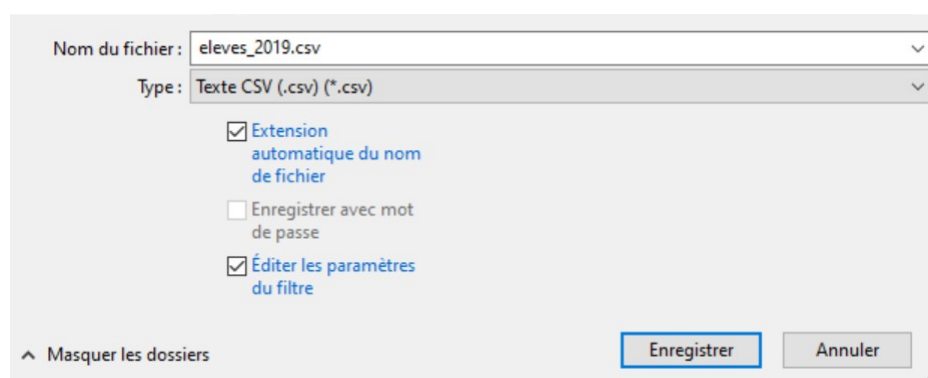 Nom du fichier : eleves_2019.csv
Type : Texte CSV (.csv) (*.csv)
Extension
automatique du nom
de fichier
Enregistrer avec mot
de passe
Éditer les paramètres
du filtre
Masquer les dossiers
Enregistrer
Annuler